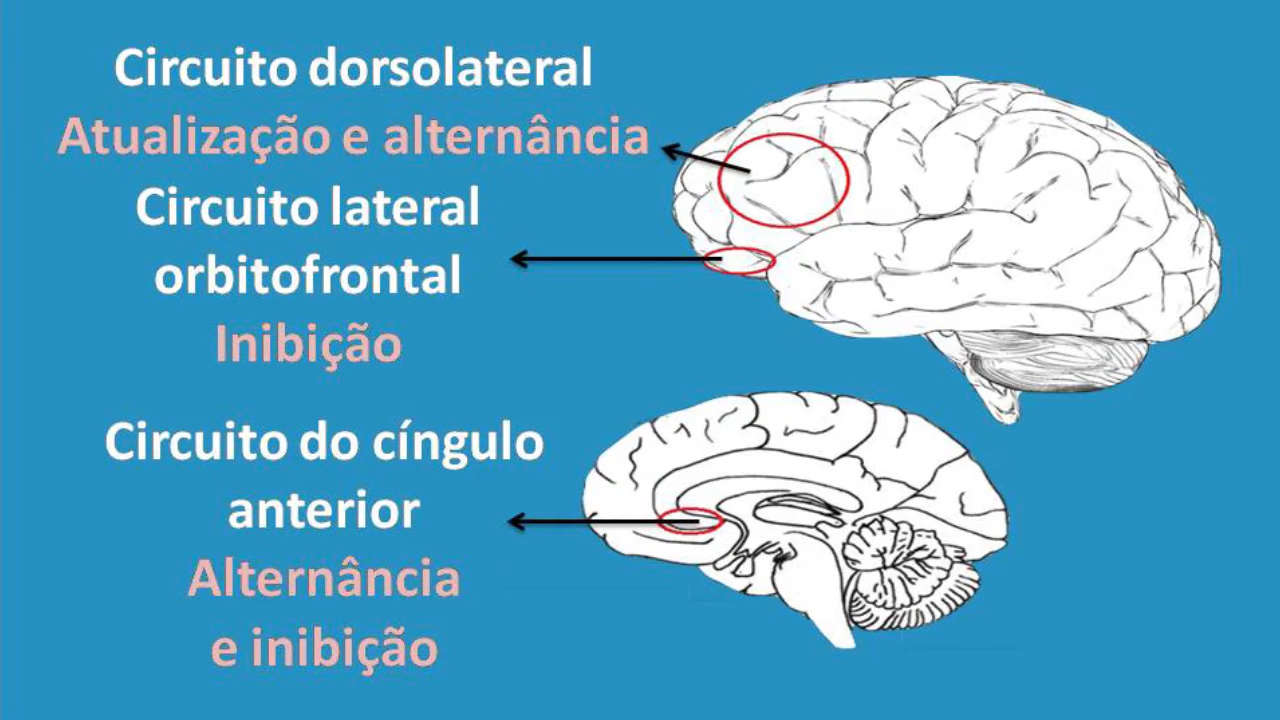 Circuito dorsolateral
Atualização e alternância
Circuito lateral
orbitofrontal
Inibição
Circuito do cíngulo
anterior
Alternância
e inibição